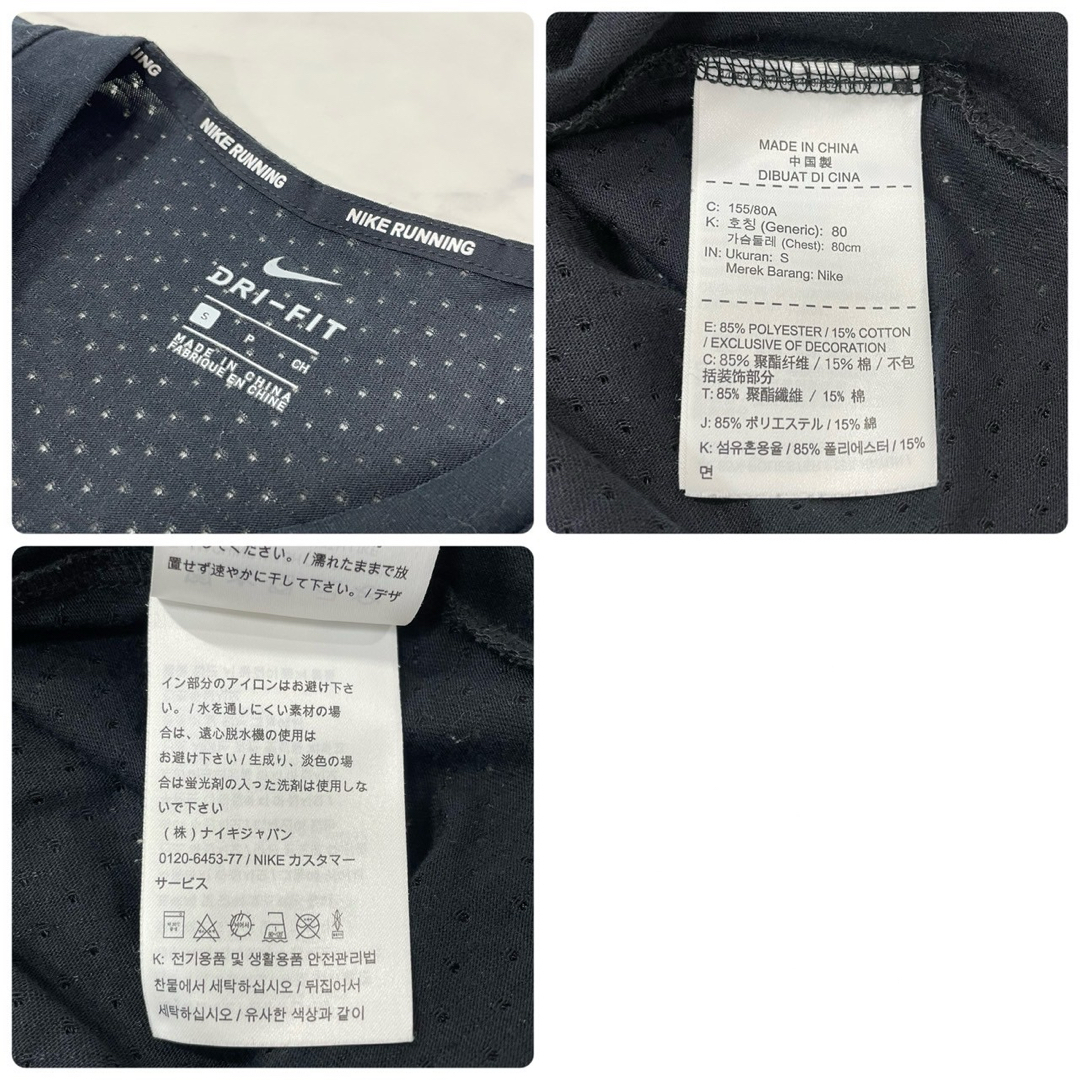 NIKE RUNNING
NIKE RUNNING
DRI-FIT
S P CH
MADE IN CHINA
FABRIQUE EN CHINE
MADE IN CHINA
中国製
DIBUAT DI CINA
C: 155/80A
K: 호칭 (Generic): 80
가슴둘레 (Chest): 80cm
IN: Ukuran: S
Merek Barang: Nike
E: 85% POLYESTER / 15% COTTON
/ EXCLUSIVE OF DECORATION
C: 85% 聚酯纤维 / 15% 棉 / 不包
括装饰部分
T: 85% 聚酯纖維 / 15% 棉
J: 85% ポリエステル / 15% 綿
K: 섬유혼용율 / 85% 폴리에스터 / 15%
면
てください。 / 濡れたままで放
置せず速やかに干して下さい。 / デザ
イン部分のアイロンはお避け下さ
い。 / 水を通しにくい素材の場
合は、遠心脱水機の使用は
お避け下さい / 生成り、淡色の場
合は蛍光剤の入った洗剤は使用しな
いで下さい
(株) ナイキジャパン
0120-6453-77 / NIKE カスタマー
サービス
K: 전기용품 및 생활용품 안전관리법
찬물에서 세탁하십시오 / 뒤집어서
세탁하십시오 / 유사한 색상과 같이